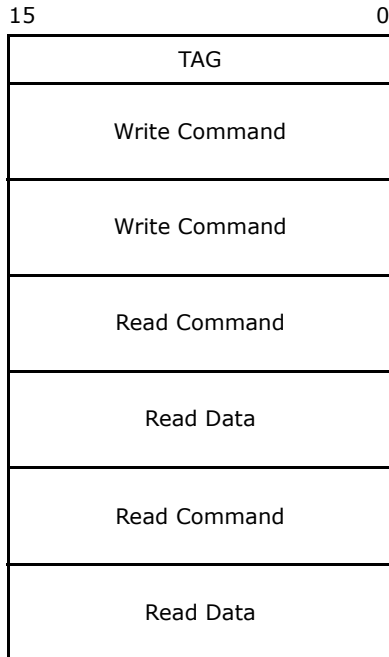 15 0
TAG
Write Command
Write Command
Read Command
Read Data
Read Command
Read Data